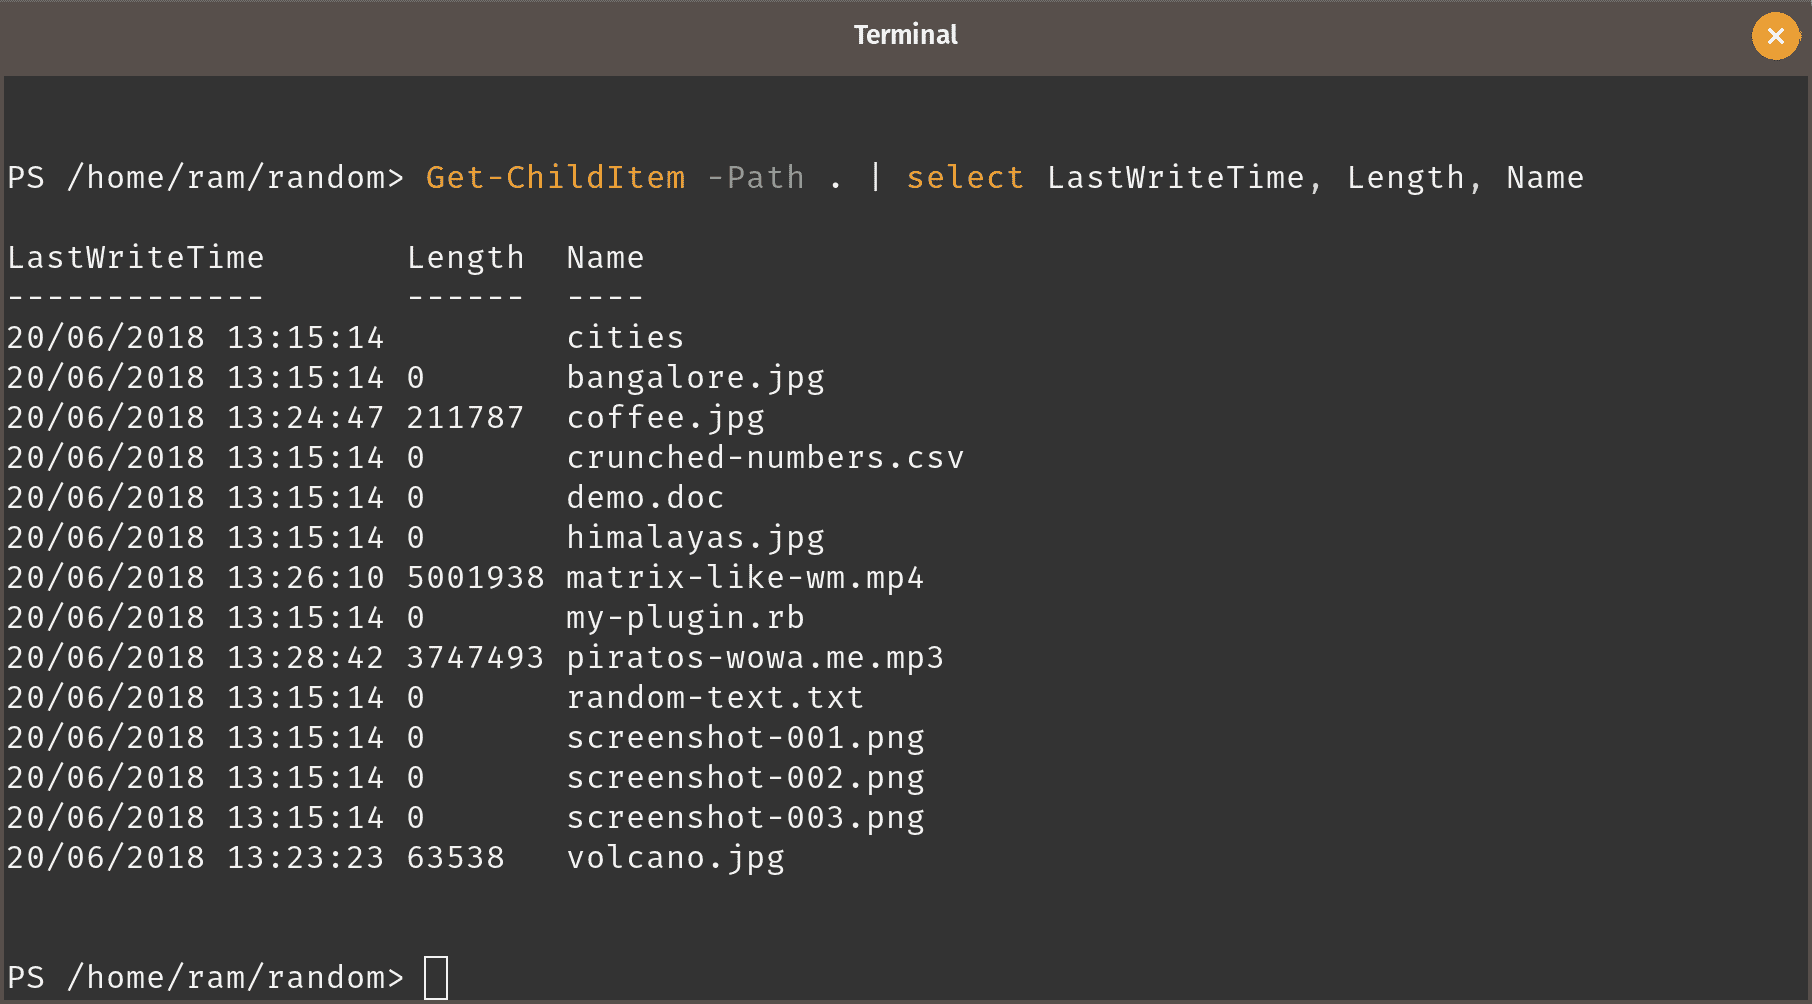 Terminal
PS /home/ram/random> Get-ChildItem -Path . | select LastWriteTime, Length, Name
LastWriteTime       Length  Name
-------------       ------  ----
20/06/2018 13:15:14         cities
20/06/2018 13:15:14 0       bangalore.jpg
20/06/2018 13:24:47 211787  coffee.jpg
20/06/2018 13:15:14 0       crunched-numbers.csv
20/06/2018 13:15:14 0       demo.doc
20/06/2018 13:15:14 0       himalayas.jpg
20/06/2018 13:26:10 5001938 matrix-like-wm.mp4
20/06/2018 13:15:14 0       my-plugin.rb
20/06/2018 13:28:42 3747493 piratos-wowa.me.mp3
20/06/2018 13:15:14 0       random-text.txt
20/06/2018 13:15:14 0       screenshot-001.png
20/06/2018 13:15:14 0       screenshot-002.png
20/06/2018 13:15:14 0       screenshot-003.png
20/06/2018 13:23:23 63538   volcano.jpg
PS /home/ram/random>